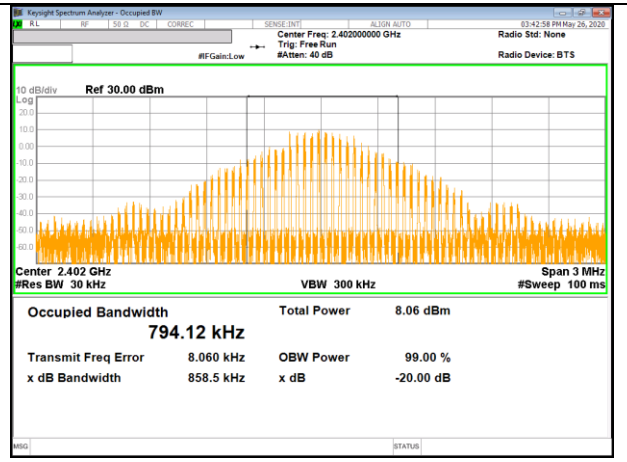 Keysight Spectrum Analyzer - Occupied BW
LXI RL RF 50 Ω DC CORREC SENSE:INT ALIGN AUTO 03:42:58 PM May 26, 2020
Center Freq: 2.402000000 GHz Radio Std: None
Trig: Free Run
#IFGain:Low #Atten: 40 dB Radio Device: BTS
10 dB/div Ref 30.00 dBm
Log
20.0
10.0
0.00
-10.0
-20.0
-30.0
-40.0
-50.0
-60.0
Center 2.402 GHz Span 3 MHz
#Res BW 30 kHz VBW 300 kHz #Sweep 100 ms
Occupied Bandwidth Total Power 8.06 dBm
794.12 kHz
Transmit Freq Error 8.060 kHz OBW Power 99.00 %
x dB Bandwidth 858.5 kHz x dB -20.00 dB
MSG STATUS